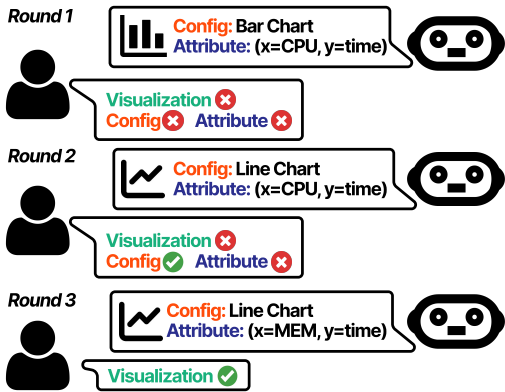 Round 1
Config: Bar Chart
Attribute: (x=CPU, y=time)
Visualization
Config Attribute
Round 2
Config: Line Chart
Attribute: (x=CPU, y=time)
Visualization
Config Attribute
Round 3
Config: Line Chart
Attribute: (x=MEM, y=time)
Visualization